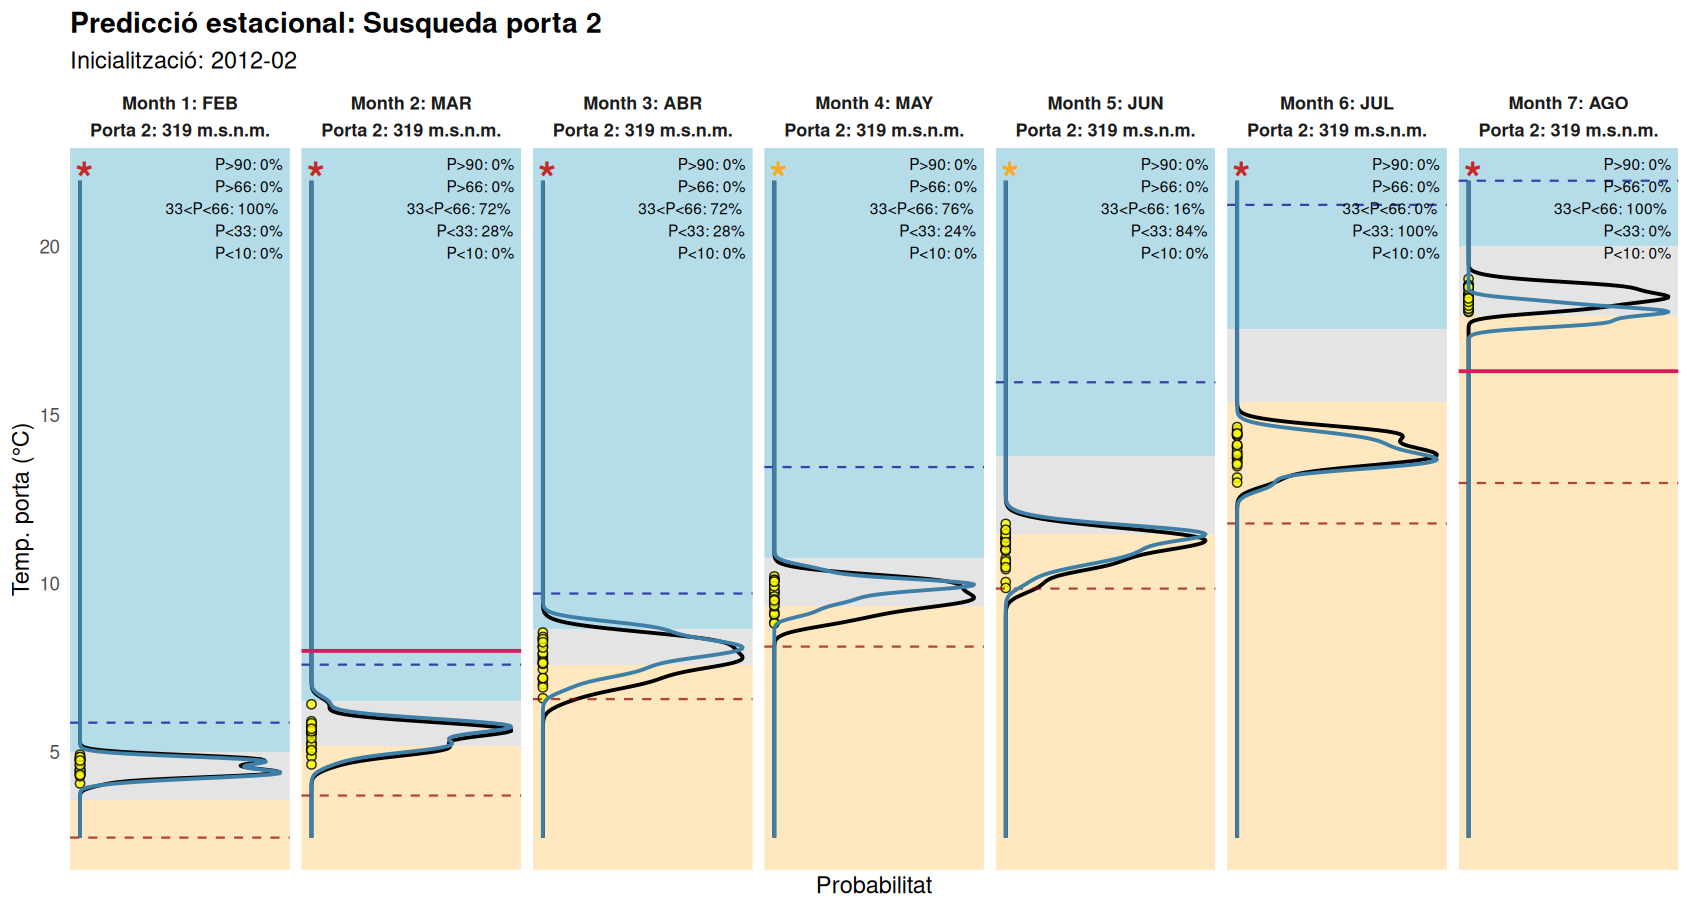 Predicció estacional: Susqueda porta 2
Inicialització: 2012-02
Month 1: FEB
Porta 2: 319 m.s.n.m.
Month 2: MAR
Porta 2: 319 m.s.n.m.
Month 3: ABR
Porta 2: 319 m.s.n.m.
Month 4: MAY
Porta 2: 319 m.s.n.m.
Month 5: JUN
Porta 2: 319 m.s.n.m.
Month 6: JUL
Porta 2: 319 m.s.n.m.
Month 7: AGO
Porta 2: 319 m.s.n.m.
*
P>90: 0%
P>66: 0%
33<P<66: 100%
P<33: 0%
P<10: 0%
*
P>90: 0%
P>66: 0%
33<P<66: 72%
P<33: 28%
P<10: 0%
*
P>90: 0%
P>66: 0%
33<P<66: 72%
P<33: 28%
P<10: 0%
*
P>90: 0%
P>66: 0%
33<P<66: 76%
P<33: 24%
P<10: 0%
*
P>90: 0%
P>66: 0%
33<P<66: 16%
P<33: 84%
P<10: 0%
*
P>90: 0%
P>66: 0%
33<P<66: 0%
P<33: 100%
P<10: 0%
*
P>90: 0%
P>66: 0%
33<P<66: 100%
P<33: 0%
P<10: 0%
20
15
10
5
Temp. porta (°C)
Probabilitat